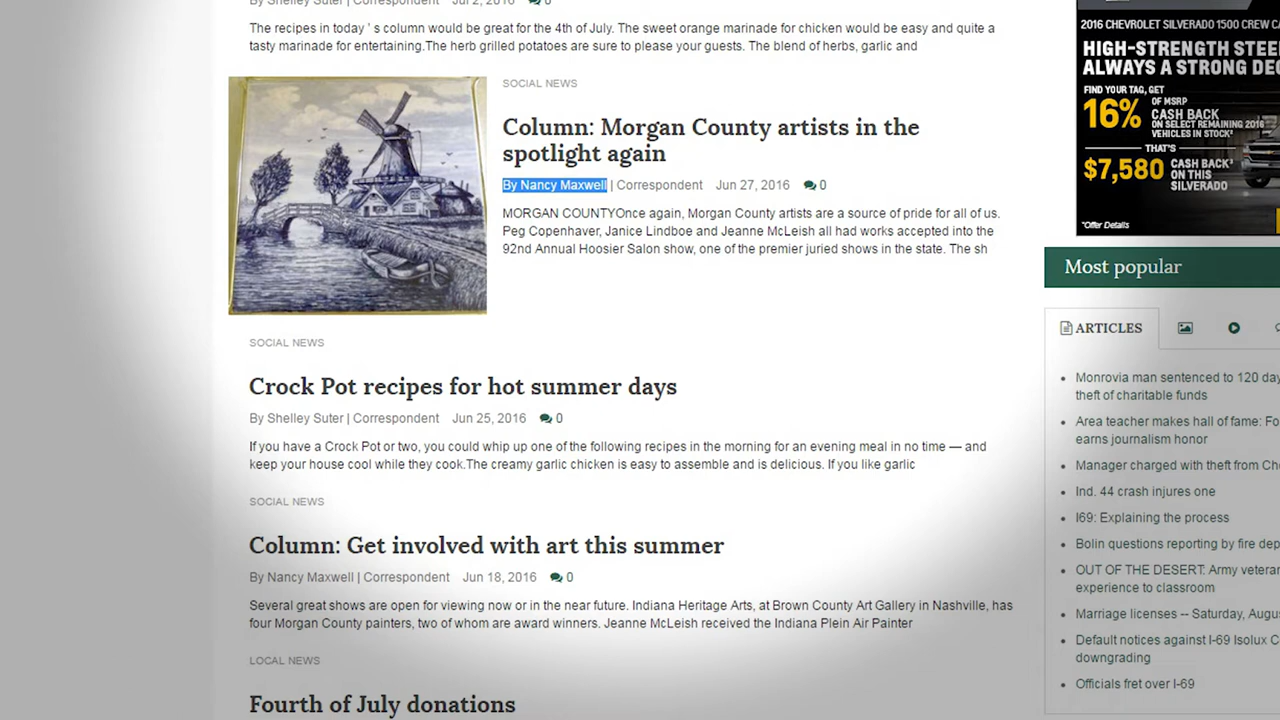 By Shelley Suter | Correspondent Jul 2, 2016 0
The recipes in today ' s column would be great for the 4th of July. The sweet orange marinade for chicken would be easy and quite a
tasty marinade for entertaining.The herb grilled potatoes are sure to please your guests. The blend of herbs, garlic and
SOCIAL NEWS
Column: Morgan County artists in the
spotlight again
By Nancy Maxwell | Correspondent Jun 27, 2016 0
MORGAN COUNTYOnce again, Morgan County artists are a source of pride for all of us.
Peg Copenhaver, Janice Lindboe and Jeanne McLeish all had works accepted into the
92nd Annual Hoosier Salon show, one of the premier juried shows in the state. The sh
SOCIAL NEWS
Crock Pot recipes for hot summer days
By Shelley Suter | Correspondent Jun 25, 2016 0
If you have a Crock Pot or two, you could whip up one of the following recipes in the morning for an evening meal in no time — and
keep your house cool while they cook.The creamy garlic chicken is easy to assemble and is delicious. If you like garlic
SOCIAL NEWS
Column: Get involved with art this summer
By Nancy Maxwell | Correspondent Jun 18, 2016 0
Several great shows are open for viewing now or in the near future. Indiana Heritage Arts, at Brown County Art Gallery in Nashville, has
four Morgan County painters, two of whom are award winners. Jeanne McLeish received the Indiana Plein Air Painter
LOCAL NEWS
Fourth of July donations
2016 CHEVROLET SILVERADO 1500 CREW CA
HIGH-STRENGTH STEE
ALWAYS A STRONG DE
FIND YOUR TAG, GET
16% OF MSRP
CASH BACK
ON SELECT REMAINING 2016
VEHICLES IN STOCK²
THAT'S
$7,580 CASH BACK¹
ON THIS
SILVERADO
*Offer Details
Most popular
ARTICLES
Monrovia man sentenced to 120 day
theft of charitable funds
Area teacher makes hall of fame: Fo
earns journalism honor
Manager charged with theft from Ch
Ind. 44 crash injures one
I69: Explaining the process
Bolin questions reporting by fire dep
OUT OF THE DESERT: Army vetera
experience to classroom
Marriage licenses -- Saturday, Augus
Default notices against I-69 Isolux C
downgrading
Officials fret over I-69